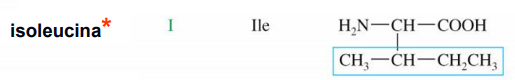 isoleucina* I Ile H₂N—CH—COOH
CH₃—CH—CH₂CH₃